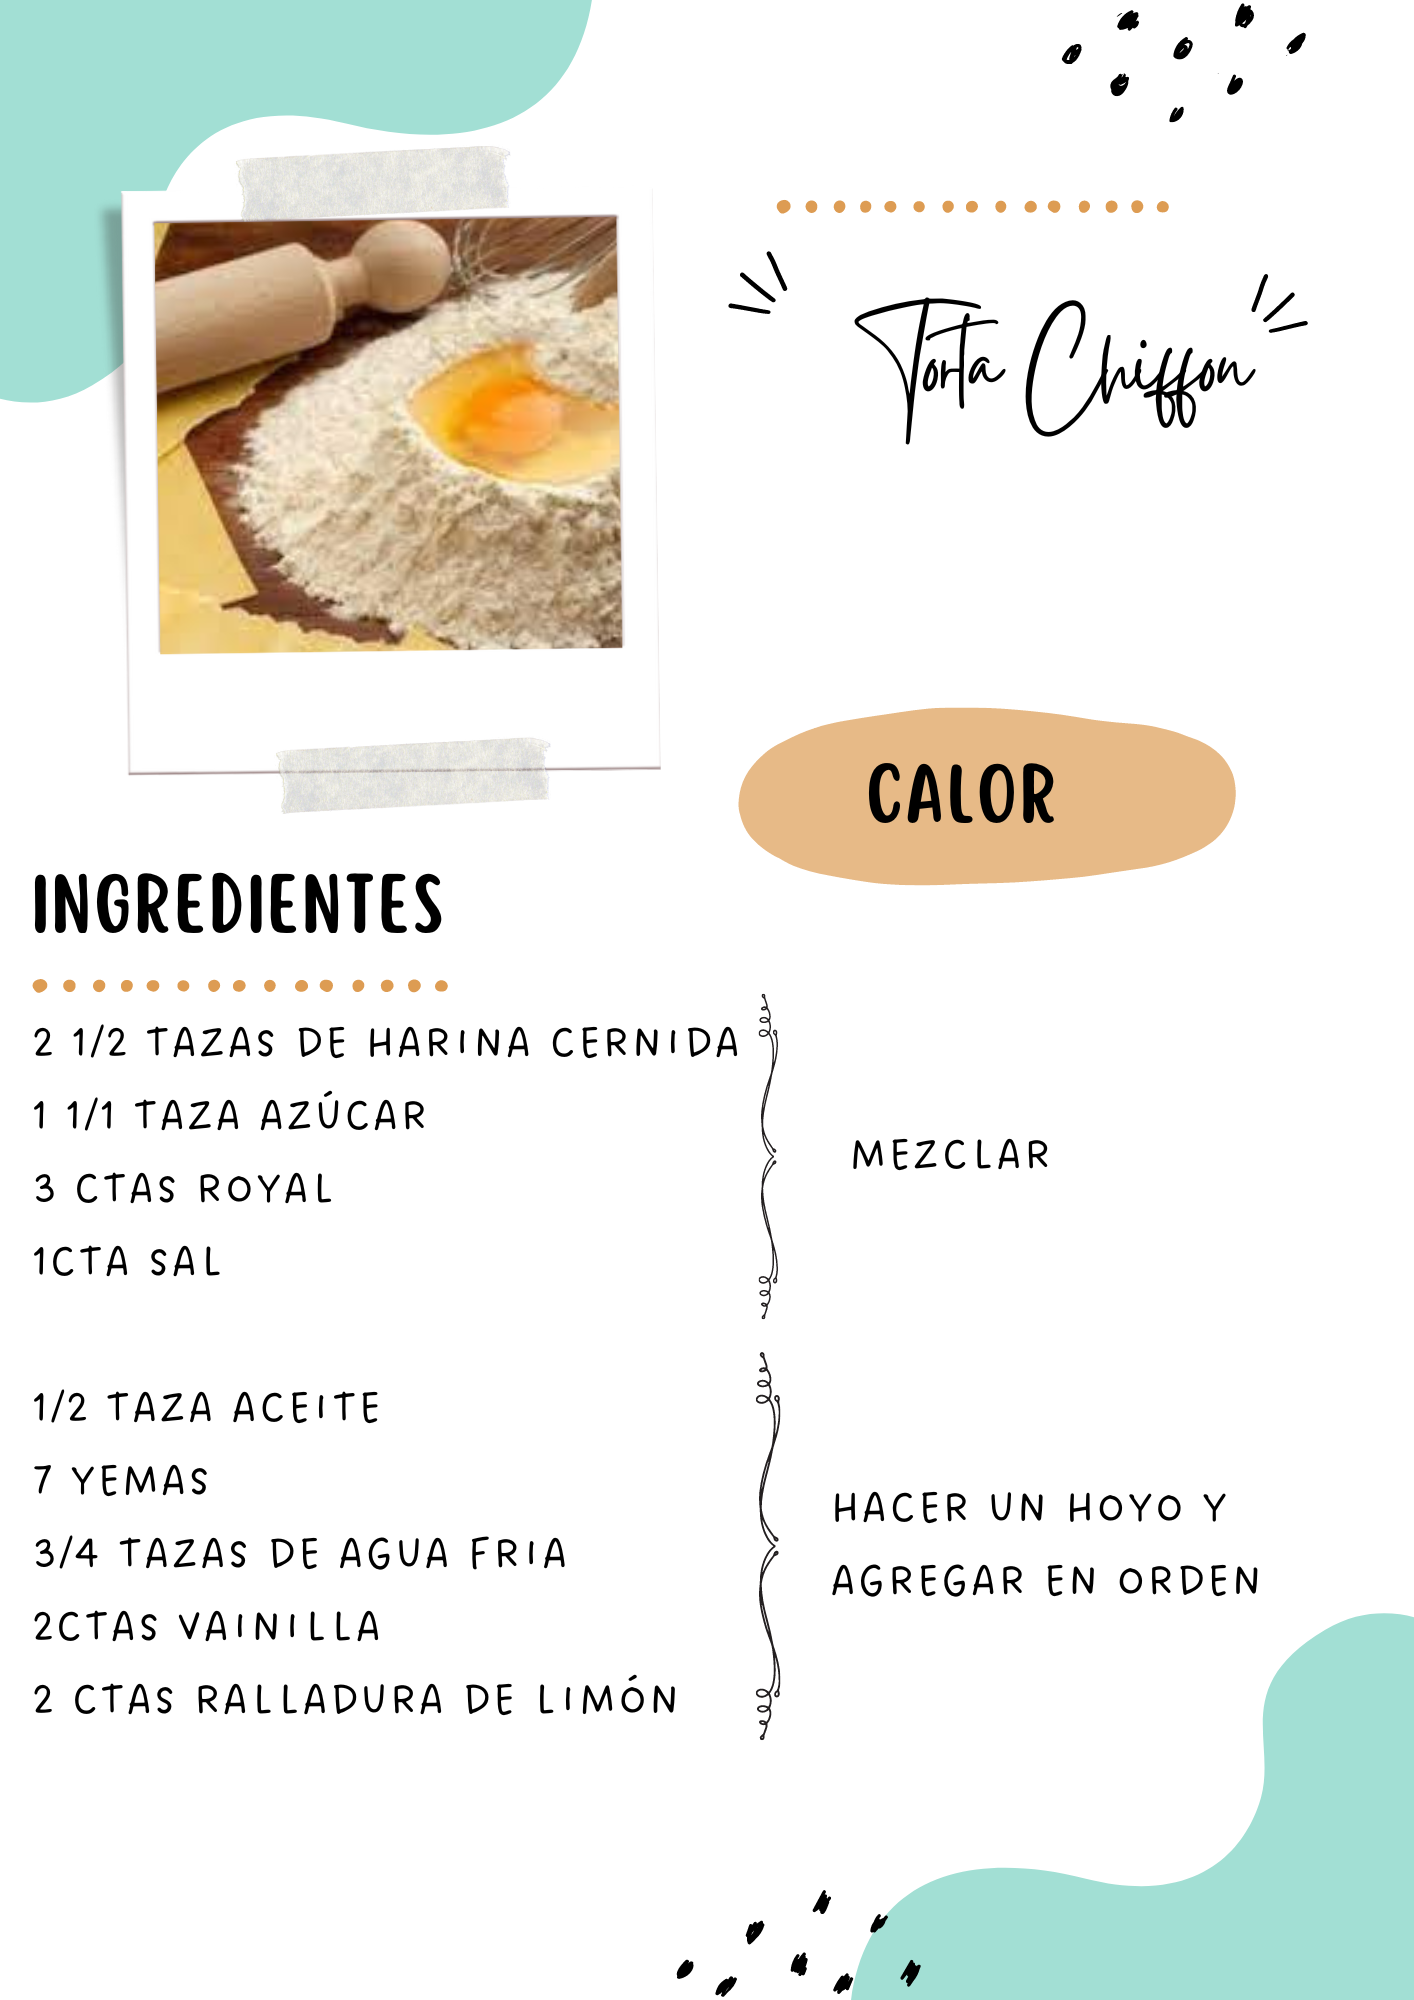 Torta Chiffon
CALOR
INGREDIENTES
2 1/2 TAZAS DE HARINA CERNIDA
1 1/1 TAZA AZÚCAR
3 CTAS ROYAL
1CTA SAL
MEZCLAR
1/2 TAZA ACEITE
7 YEMAS
3/4 TAZAS DE AGUA FRIA
2CTAS VAINILLA
2 CTAS RALLADURA DE LIMÓN
HACER UN HOYO Y
AGREGAR EN ORDEN